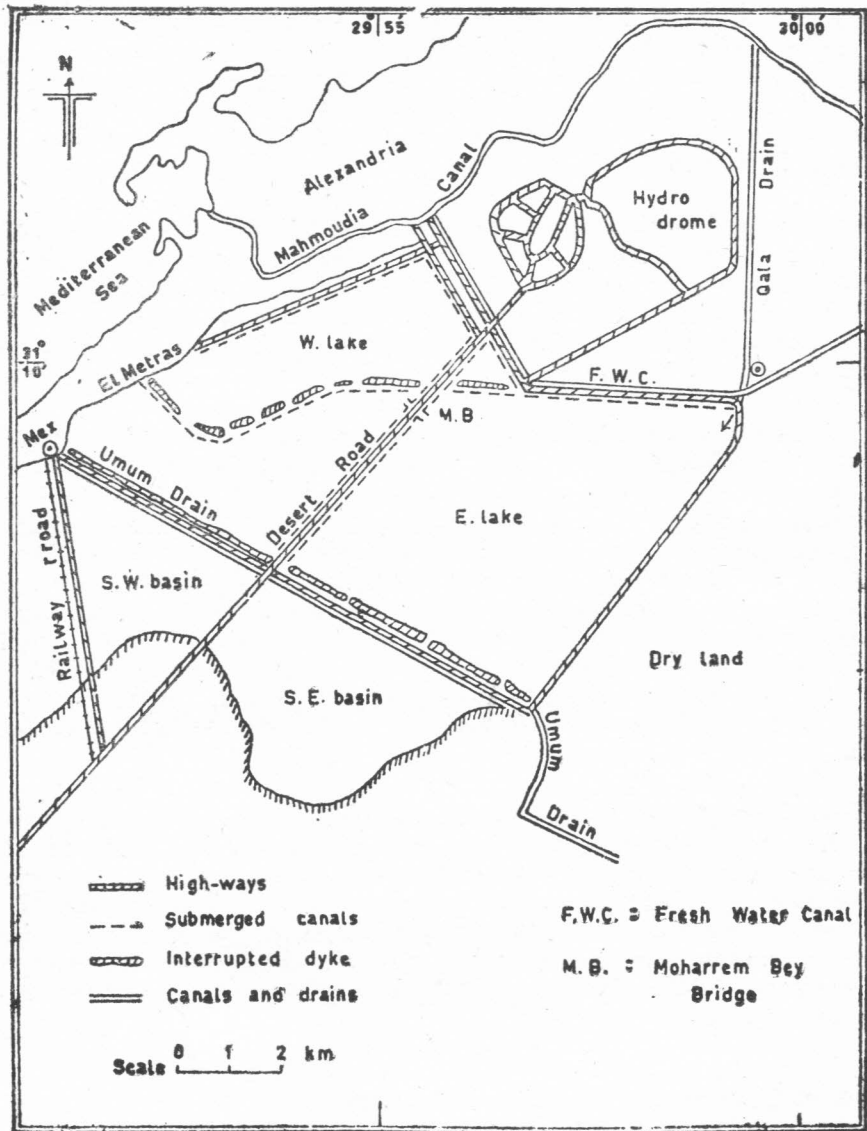 29° 55'
30° 00'
N
Alexandria
Canal
Mahmoudia
Mediterranean
Sea
Hydro
drome
Drain
Qala
31°
10'
El Metras
W. lake
F. W. C.
Mex
M. B
Umum Drain
Desert Road
E. lake
S.W. basin
Railway rroad
S. E. basin
Dry land
Umum
Drain
High-ways
Submerged canals
Interrupted dyke
Canals and drains
F.W.C. = Fresh Water Canal
M. B. = Moharrem Bey
Bridge
Scale 0 1 2 km